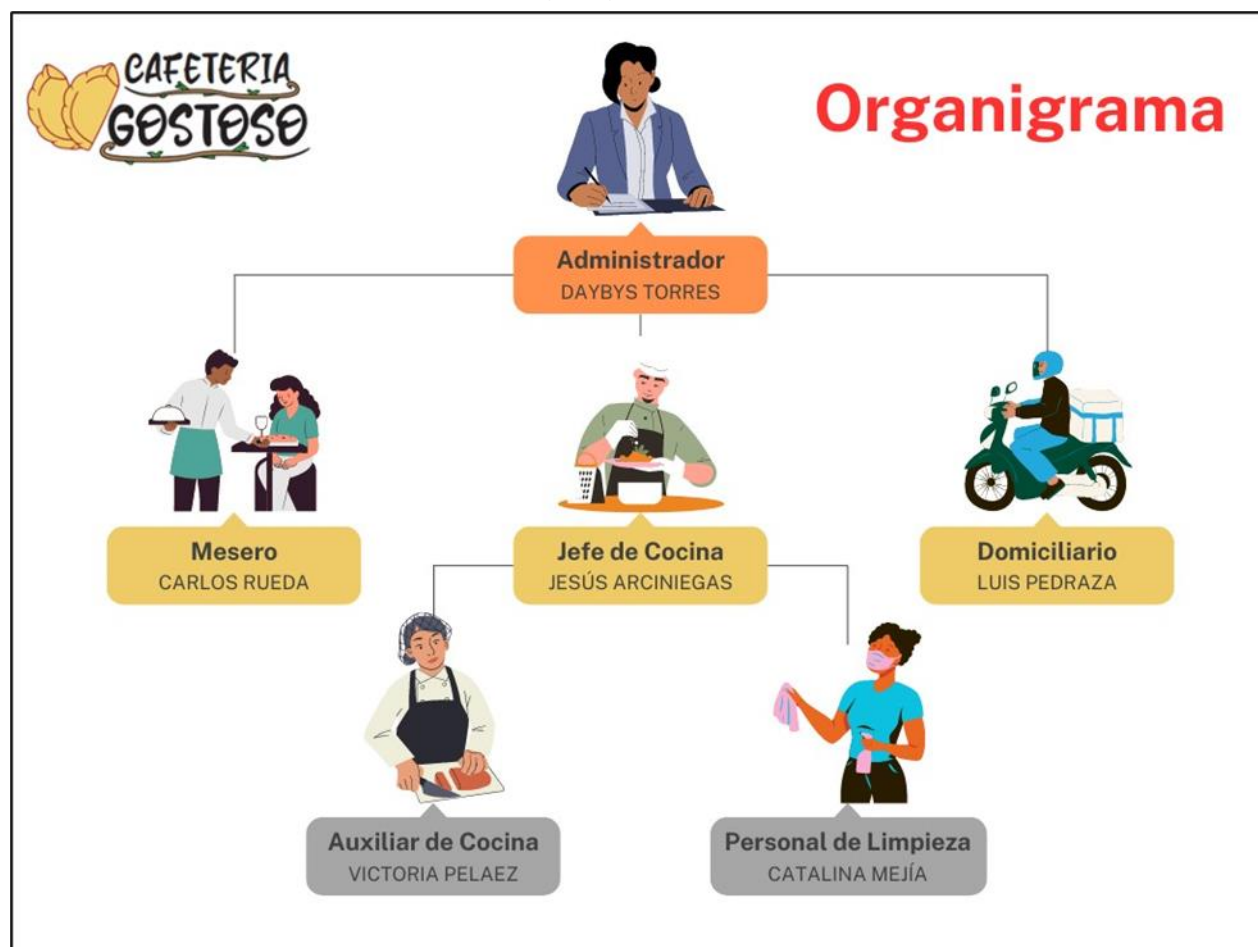 CAFETERIA
GOSTOSO
Organigrama
Administrador
DAYBYS TORRES
Mesero
CARLOS RUEDA
Jefe de Cocina
JESÚS ARCINIEGAS
Domiciliario
LUIS PEDRAZA
Auxiliar de Cocina
VICTORIA PELAEZ
Personal de Limpieza
CATALINA MEJÍA